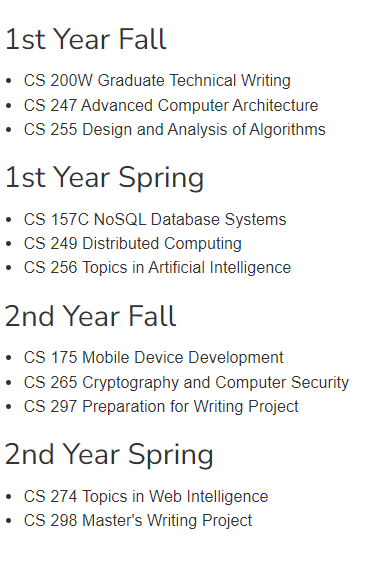 1st Year Fall
• CS 200W Graduate Technical Writing
• CS 247 Advanced Computer Architecture
• CS 255 Design and Analysis of Algorithms
1st Year Spring
• CS 157C NoSQL Database Systems
• CS 249 Distributed Computing
• CS 256 Topics in Artificial Intelligence
2nd Year Fall
• CS 175 Mobile Device Development
• CS 265 Cryptography and Computer Security
• CS 297 Preparation for Writing Project
2nd Year Spring
• CS 274 Topics in Web Intelligence
• CS 298 Master's Writing Project